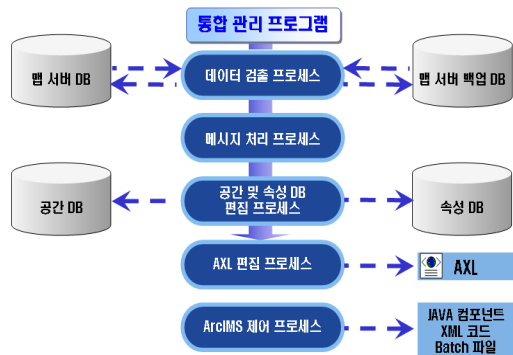 통합 관리 프로그램
맵 서버 DB
데이터 검출 프로세스
맵 서버 백업 DB
메시지 처리 프로세스
공간 DB
공간 및 속성 DB
편집 프로세스
속성 DB
AXL 편집 프로세스
AXL
ArcIMS 제어 프로세스
JAVA 컴포넌트
XML 코드
Batch 파일